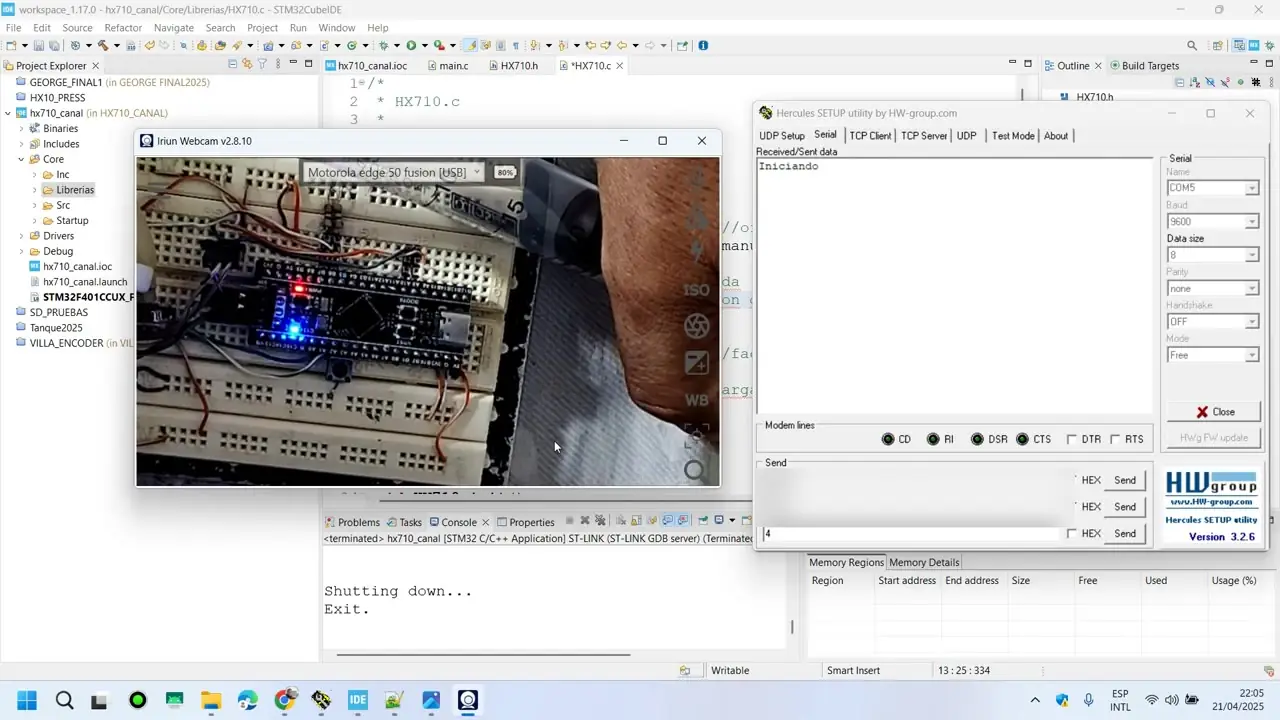 workspace_1.17.0 - hx710_canal/Core/Librerias/HX710.c - STM32CubeIDE
File Edit Source Refactor Navigate Search Project Run Window Help
Project Explorer
GEORGE_FINAL1 (in GEORGE FINAL2025)
HX10_PRESS
hx710_canal (in HX710_CANAL)
Binaries
Includes
Core
Inc
Librerias
Src
Startup
Drivers
Debug
hx710_canal.ioc
hx710_canal.launch
STM32F401CCUX_F
SD_PRUEBAS
Tanque2025
VILLA_ENCODER (in VIL
hx710_canal.ioc main.c HX710.h *HX710.c
1 /*
2 * HX710.c
3 *
Outline Build Targets
HX710.h
Iriun Webcam v2.8.10
Motorola edge 50 fusion [USB] 80%
ISO
WB
Hercules SETUP utility by HW-group.com
UDP Setup Serial TCP Client TCP Server UDP Test Mode About
Received/Sent data
Iniciando
Serial
Name
COM5
Baud
9600
Data size
8
Parity
none
Handshake
OFF
Mode
Free
Close
HWg FW update
Modem lines
CD RI DSR CTS DTR RTS
Send
HEX Send
HEX Send
4 HEX Send
HWgroup
www.HW-group.com
Hercules SETUP utility
Version 3.2.6
Problems Tasks Console Properties
<terminated> hx710_canal [STM32 C/C++ Application] ST-LINK (ST-LINK GDB server) (Terminated
Shutting down...
Exit.
Memory Regions Memory Details
Region Start address End address Size Free Used Usage (%)
Writable Smart Insert 13 : 25 : 334
ESP
INTL
22:05
21/04/2025